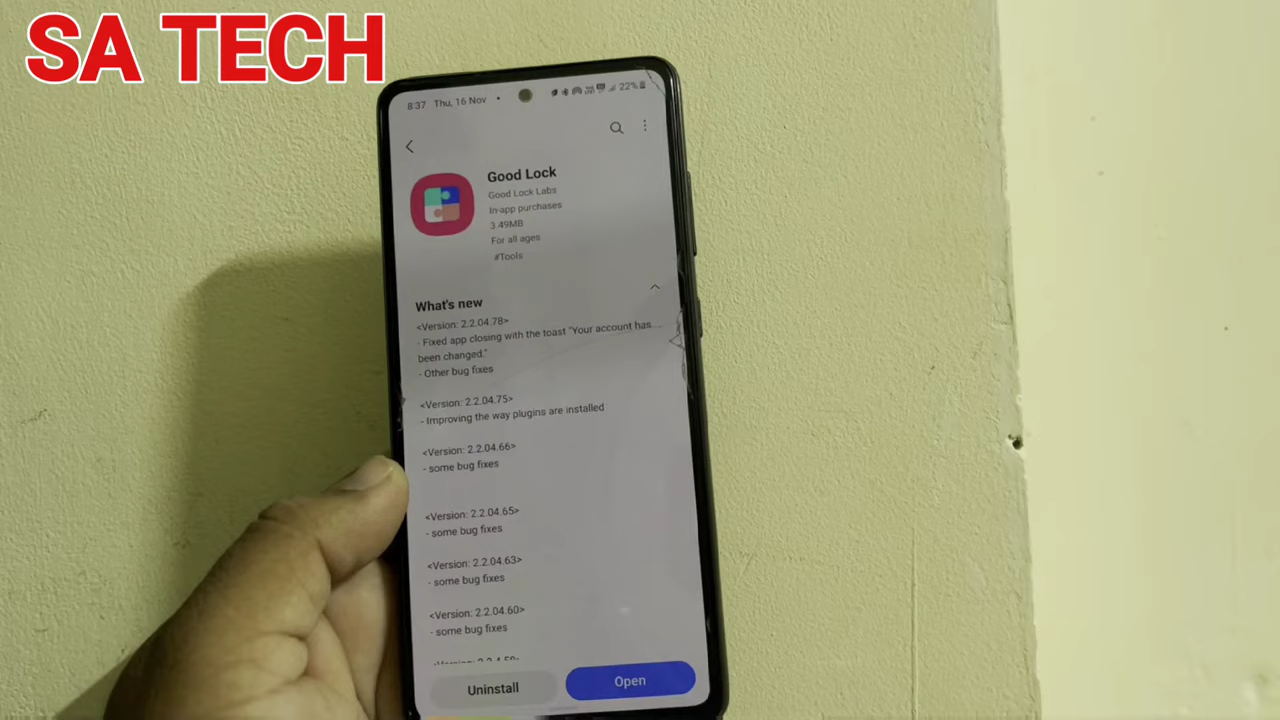 SA TECH
8:37 Thu, 16 Nov • 22%
Good Lock
Good Lock Labs
In-app purchases
3.49MB
For all ages
#Tools
What's new
<Version: 2.2.04.78>
- Fixed app closing with the toast "Your account has
been changed."
- Other bug fixes
<Version: 2.2.04.75>
- Improving the way plugins are installed
<Version: 2.2.04.66>
- some bug fixes
<Version: 2.2.04.65>
- some bug fixes
<Version: 2.2.04.63>
- some bug fixes
<Version: 2.2.04.60>
- some bug fixes
Uninstall
Open